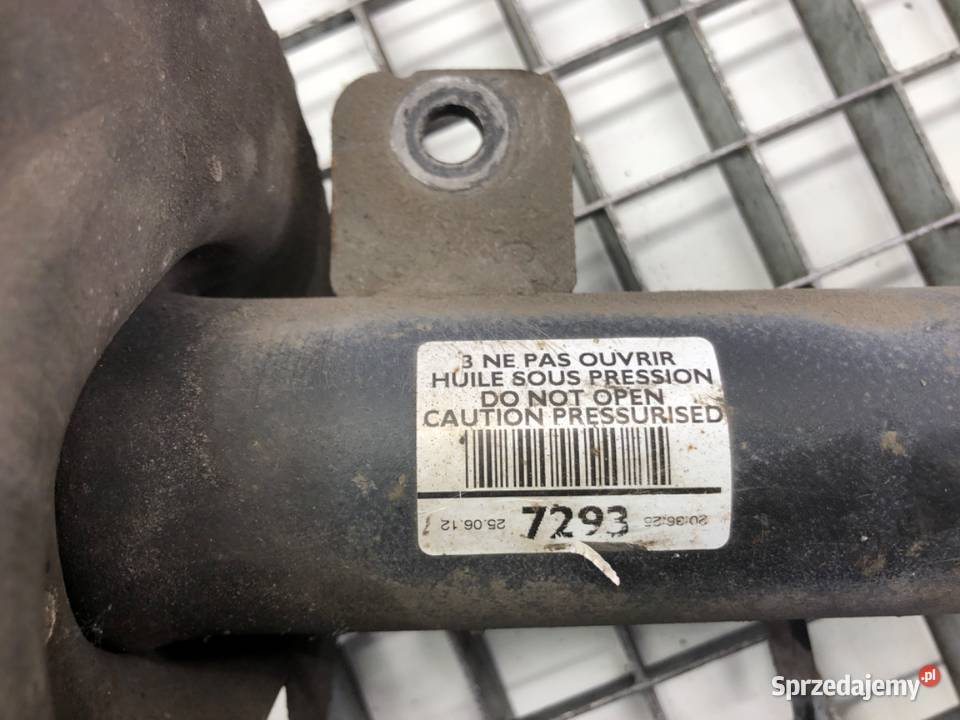 3 NE PAS OUVRIR
HUILE SOUS PRESSION
DO NOT OPEN
CAUTION PRESSURISED
25.06.12 7293 20:36:25
Sprzedajemy.pl